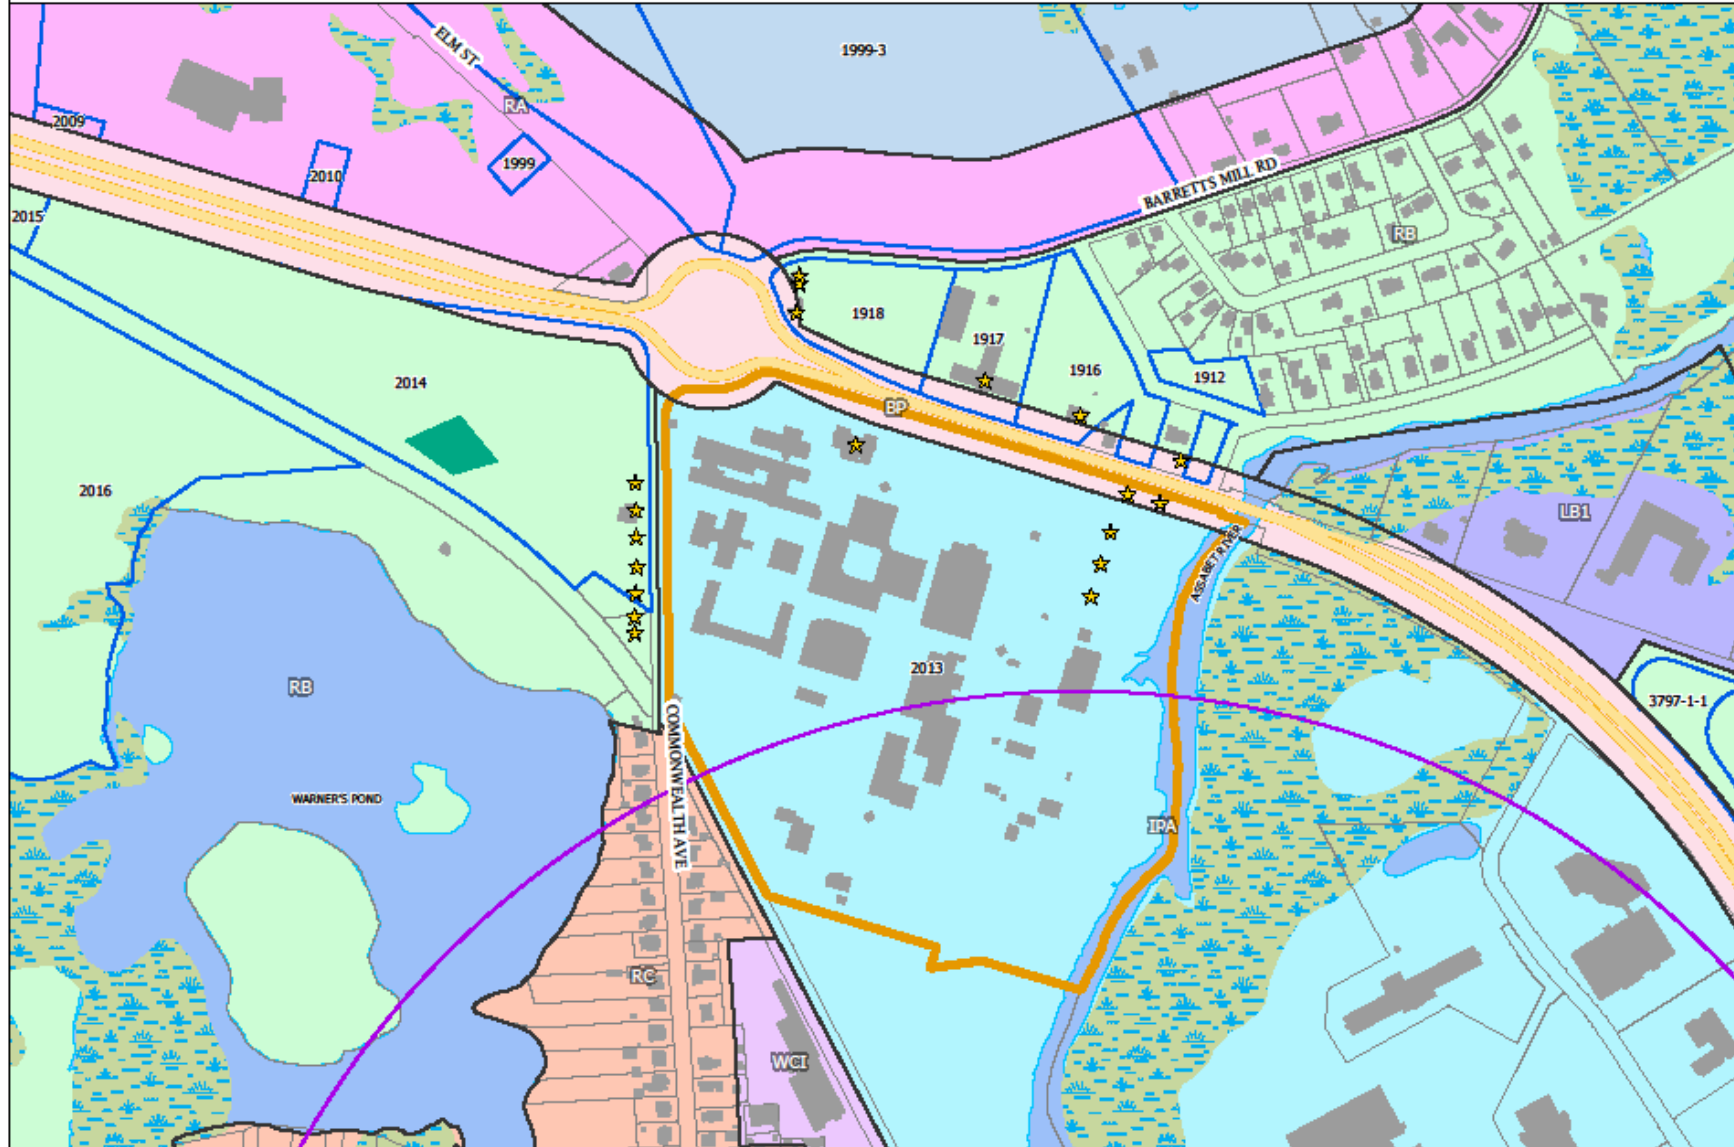 1999-3
ELM ST
RA
2009
1999
2010
BARRETTS MILL RD
2015
RB
1918
1917
1916
1912
2014
BP
2016
LB1
ASSABET RIVER
2013
RB
3797-1-1
COMMONWEALTH AVE
WARNER'S POND
IPA
RC
WCI